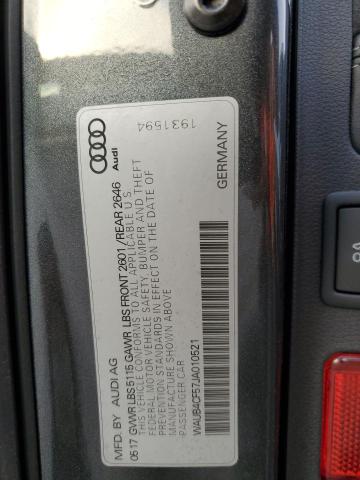 1931594
Audi
GERMANY
MFD. BY AUDI AG
05 17 GVWR LBS 5115 GAWR LBS FRONT 2601/REAR 2646
THIS VEHICLE CONFORMS TO ALL APPLICABLE U.S.
FEDERAL MOTOR VEHICLE SAFETY, BUMPER AND THEFT
PREVENTION STANDARDS IN EFFECT ON THE DATE
OF MANUFACTURE SHOWN ABOVE
PASSENGER CAR
WAUB4CF57JA010521